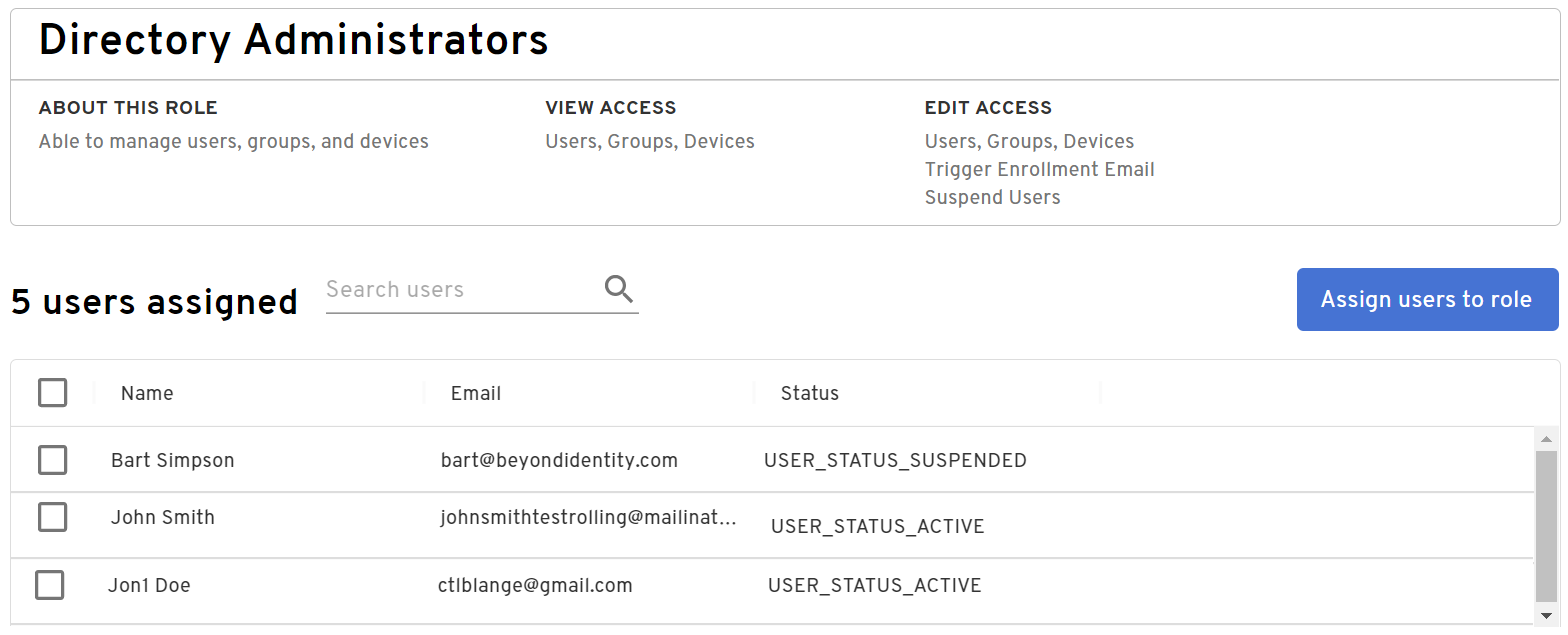 Directory Administrators
ABOUT THIS ROLE VIEW ACCESS EDIT ACCESS
Able to manage users, groups, and devices Users, Groups, Devices Users, Groups, Devices
Trigger Enrollment Email
Suspend Users
5 users assigned Search users Assign users to role
Name Email Status
Bart Simpson bart@beyondidentity.com USER_STATUS_SUSPENDED
John Smith johnsmithtestrolling@mailinat... USER_STATUS_ACTIVE
Jon1 Doe ctlblange@gmail.com USER_STATUS_ACTIVE